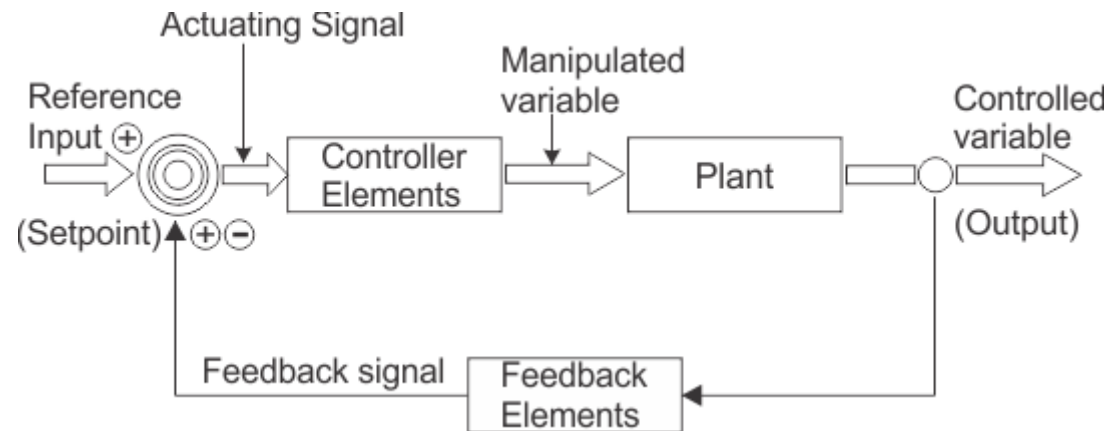 Actuating Signal
Reference
Input ⊕
Manipulated
variable
Controlled
variable
Controller
Elements
Plant
(Setpoint)
⊕⊖
(Output)
Feedback signal
Feedback
Elements